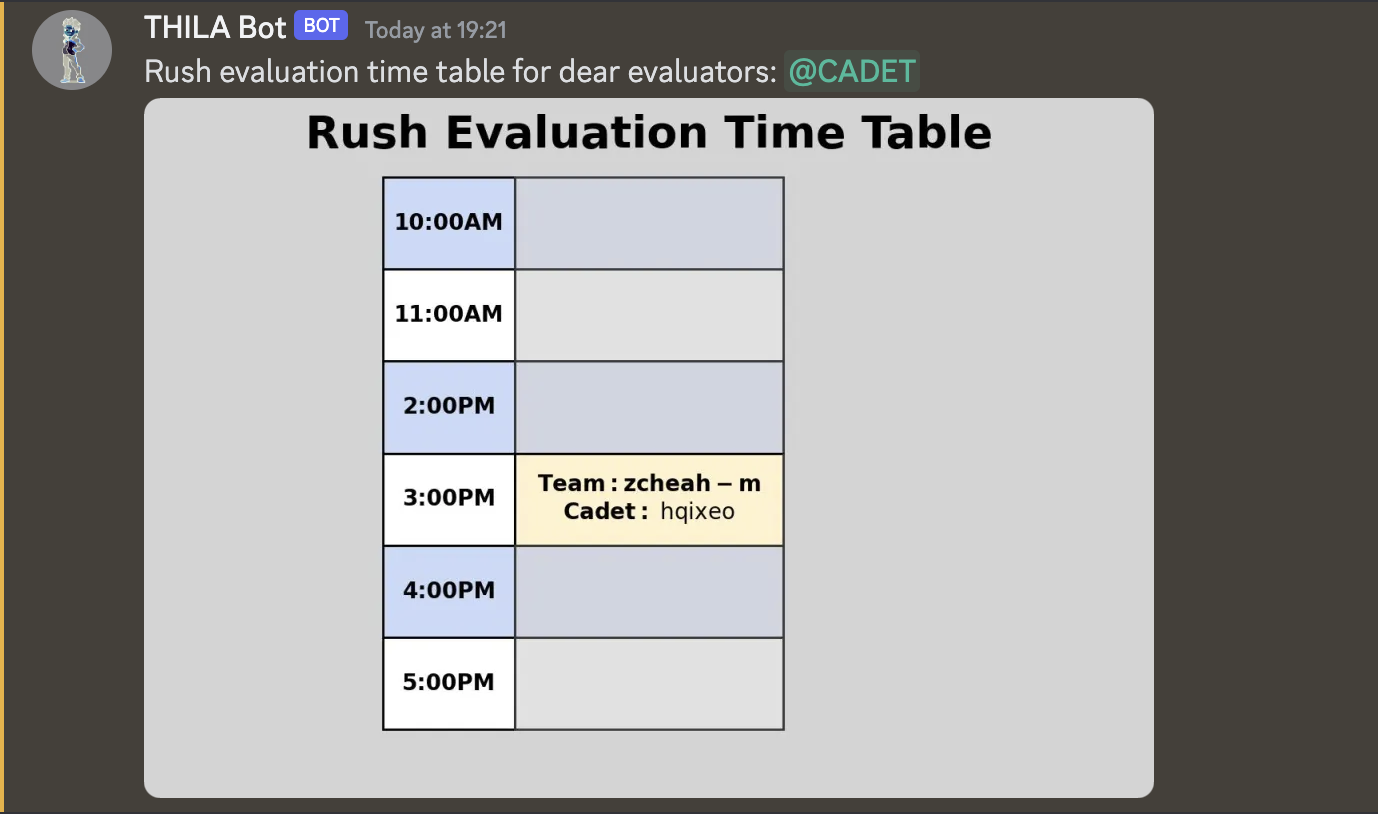 THILA Bot BOT Today at 19:21
Rush evaluation time table for dear evaluators: @CADET
Rush Evaluation Time Table
10:00AM
11:00AM
2:00PM
3:00PM
Team : zcheah – m
Cadet : hqixeo
4:00PM
5:00PM